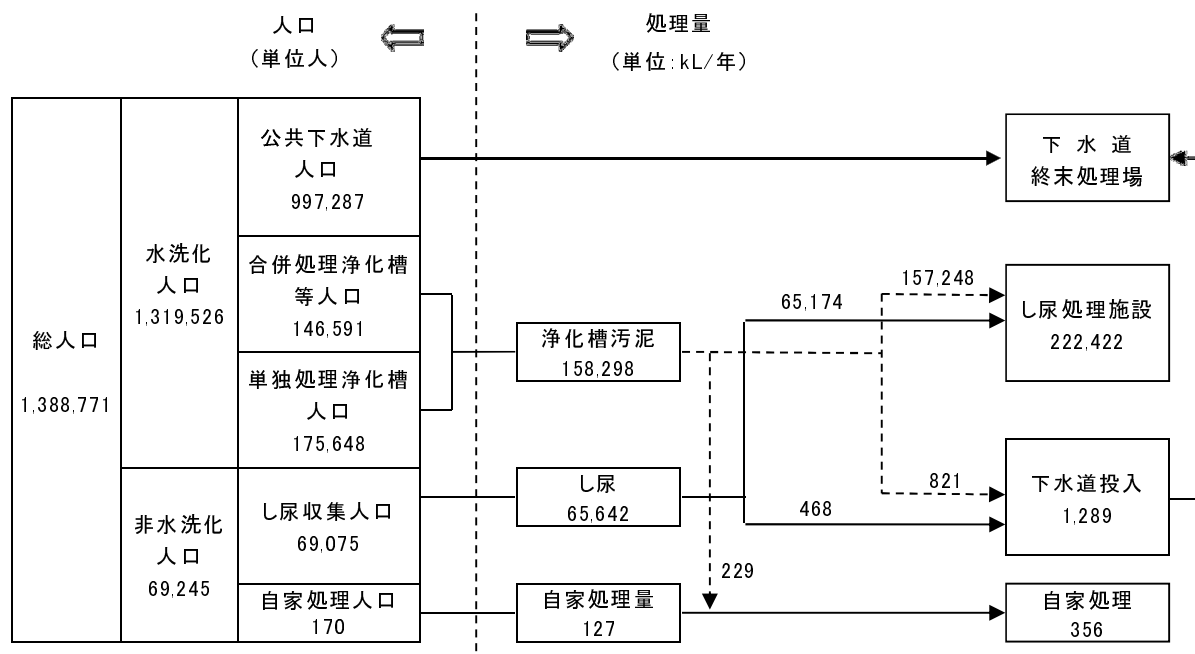 人口
（単位人）
処理量
（単位：kL/年）
総人口
1,388,771
水洗化
人口
1,319,526
非水洗化
人口
69,245
公共下水道
人口
997,287
合併処理浄化槽
等人口
146,591
単独処理浄化槽
人口
175,648
し尿収集人口
69,075
自家処理人口
170
浄化槽汚泥
158,298
し尿
65,642
自家処理量
127
157,248
65,174
821
468
229
下水道
終末処理場
し尿処理施設
222,422
下水道投入
1,289
自家処理
356